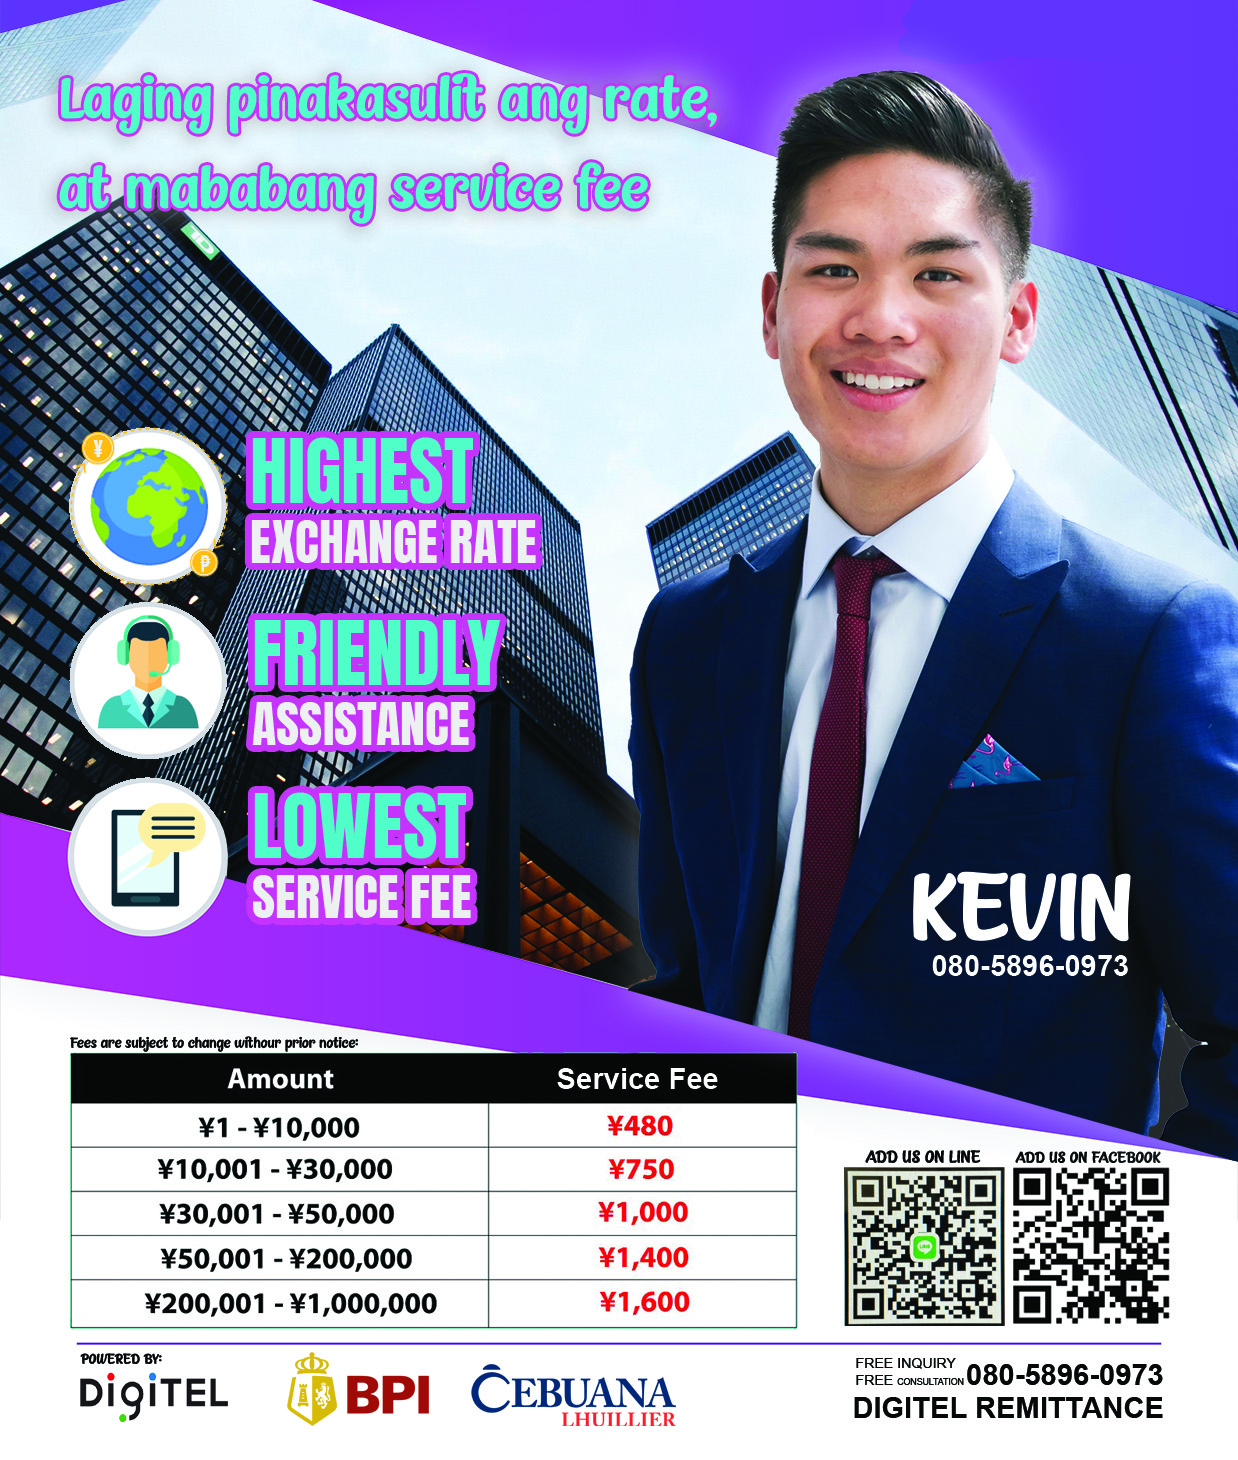 Laging pinakasulit ang rate,
at mababang service fee
TD
¥
₱
HIGHEST
EXCHANGE RATE
FRIENDLY
ASSISTANCE
LOWEST
SERVICE FEE
KEVIN
080-5896-0973
Fees are subject to change withour prior notice:
Amount Service Fee
¥1 - ¥10,000 ¥480
¥10,001 - ¥30,000 ¥750
¥30,001 - ¥50,000 ¥1,000
¥50,001 - ¥200,000 ¥1,400
¥200,001 - ¥1,000,000 ¥1,600
ADD US ON LINE
ADD US ON FACEBOOK
LINE
POWERED BY:
DigiTEL
BPI
CEBUANA
LHUILLIER
FREE INQUIRY
FREE CONSULTATION 080-5896-0973
DIGITEL REMITTANCE